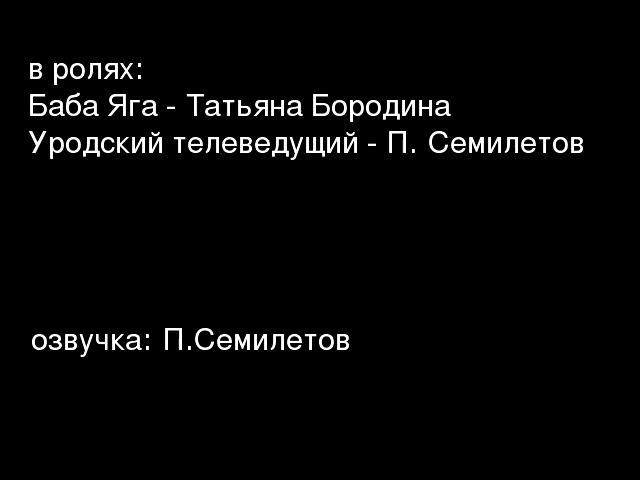 в ролях:
Баба Яга - Татьяна Бородина
Уродский телеведущий - П. Семилетов
озвучка: П.Семилетов